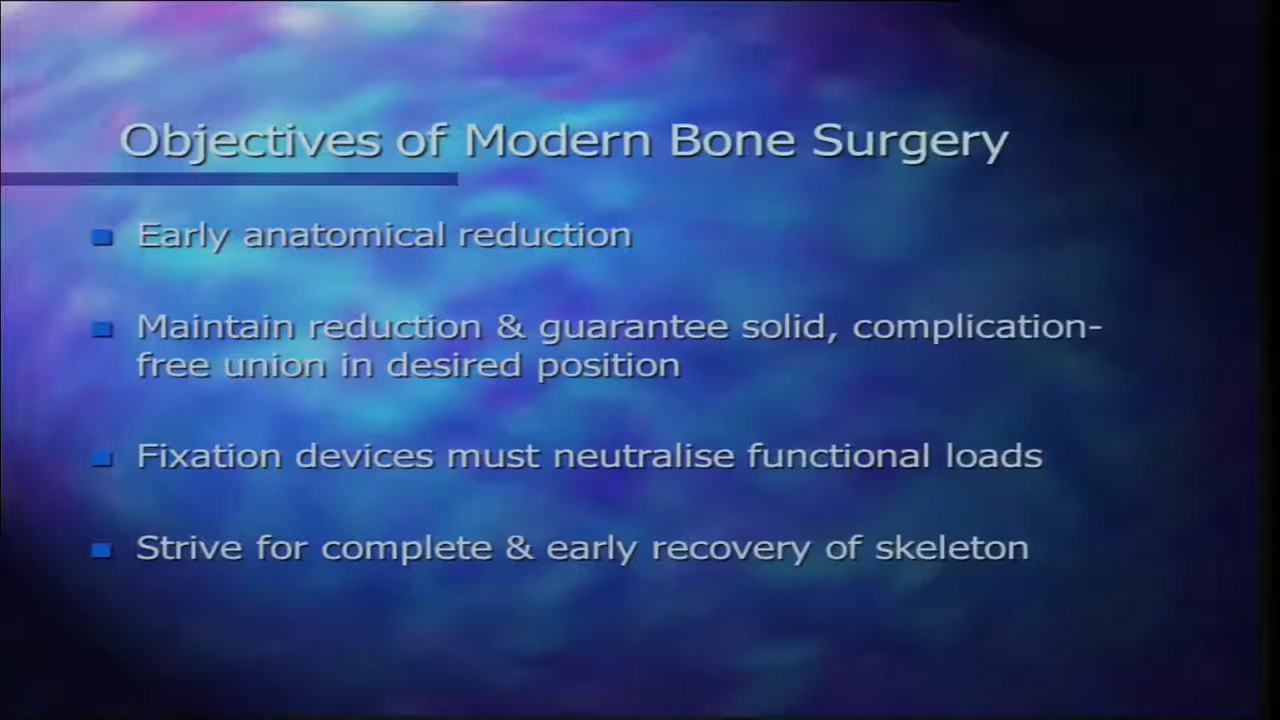 Objectives of Modern Bone Surgery
Early anatomical reduction
Maintain reduction & guarantee solid, complication-
free union in desired position
Fixation devices must neutralise functional loads
Strive for complete & early recovery of skeleton